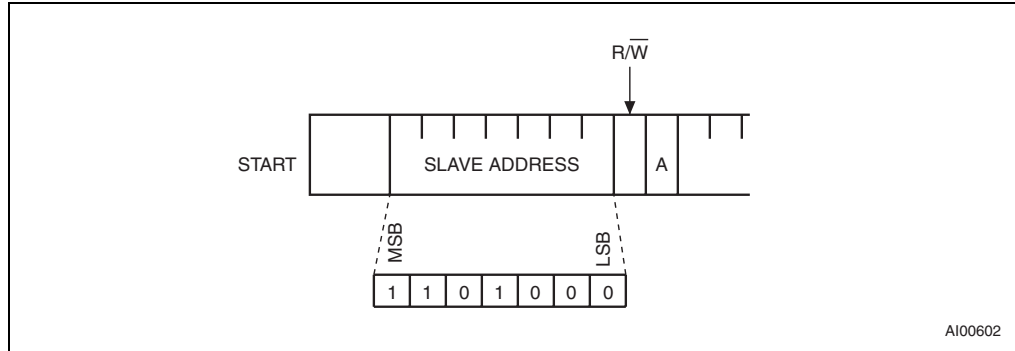 R/W̅
START
SLAVE ADDRESS
A
MSB
LSB
1 1 0 1 0 0 0
AI00602